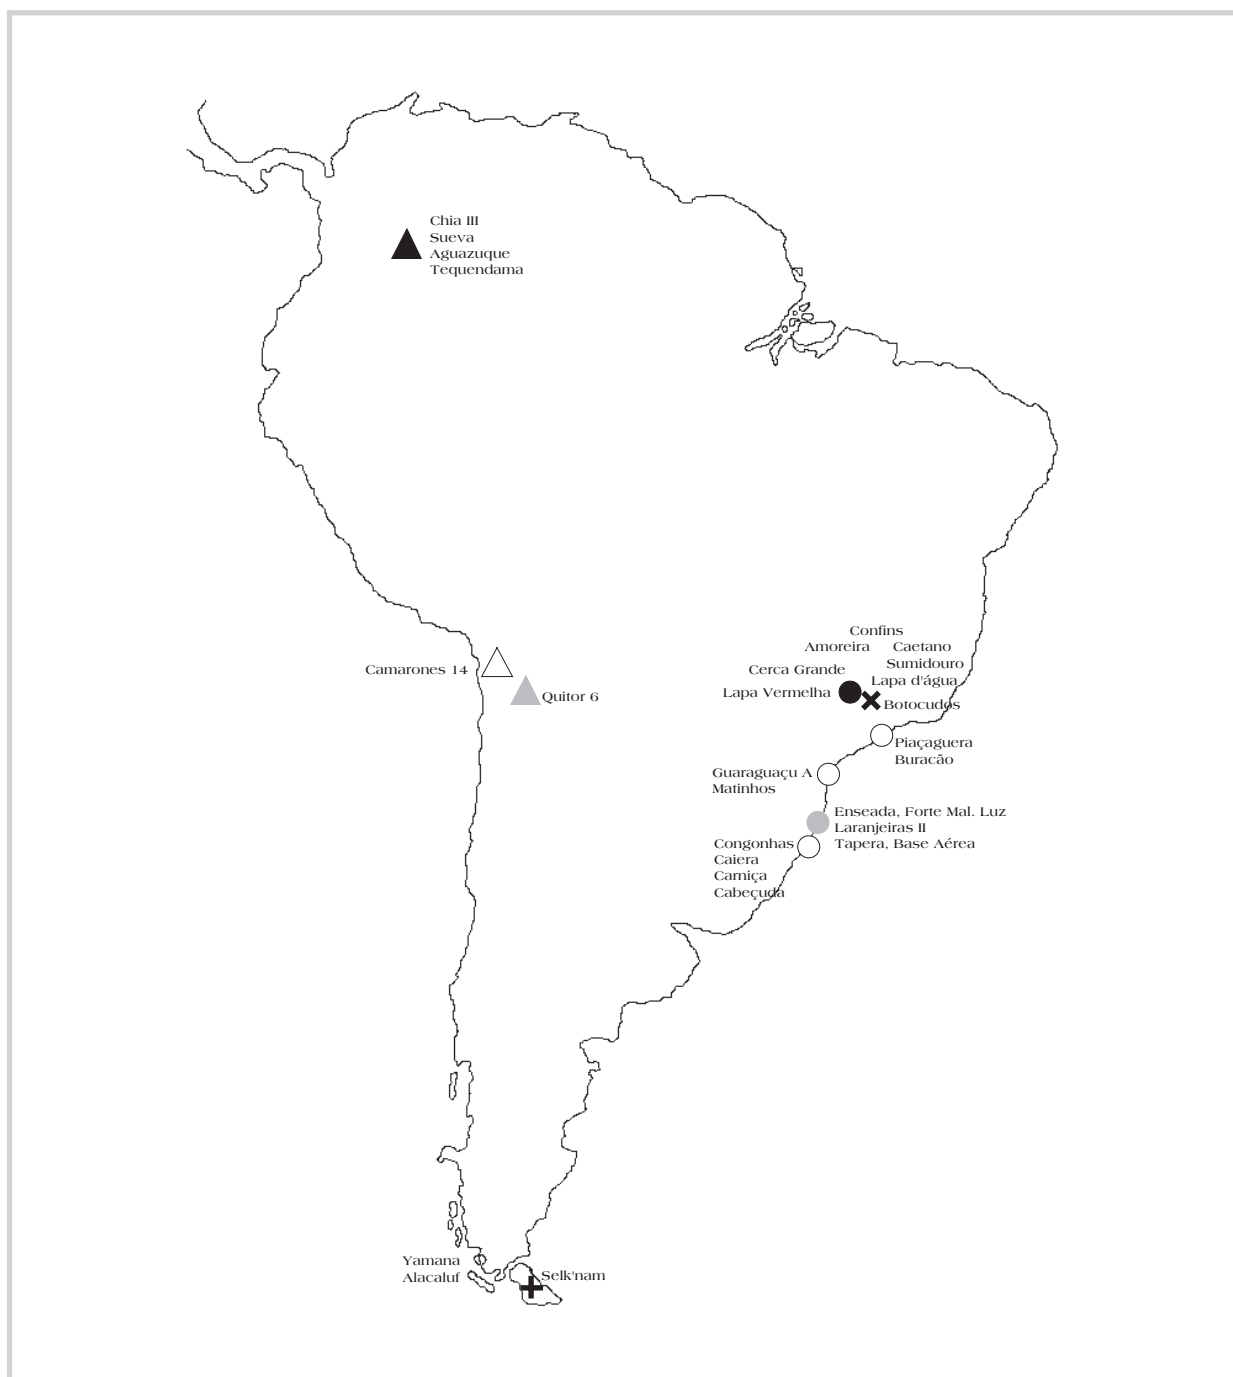 Chia III
Sueva
Aguazuque
Tequendama
Confins
Amoreira
Caetano
Sumidouro
Cerca Grande
Lapa d'água
Lapa Vermelha
Botocudos
Camarones 14
Quitor 6
Piaçaguera
Buracão
Guaraguaçu A
Matinhos
Enseada, Forte Mal. Luz
Laranjeiras II
Tapera, Base Aérea
Congonhas
Caiera
Carniça
Cabeçuda
Yamana
Alacaluf
Selk'nam